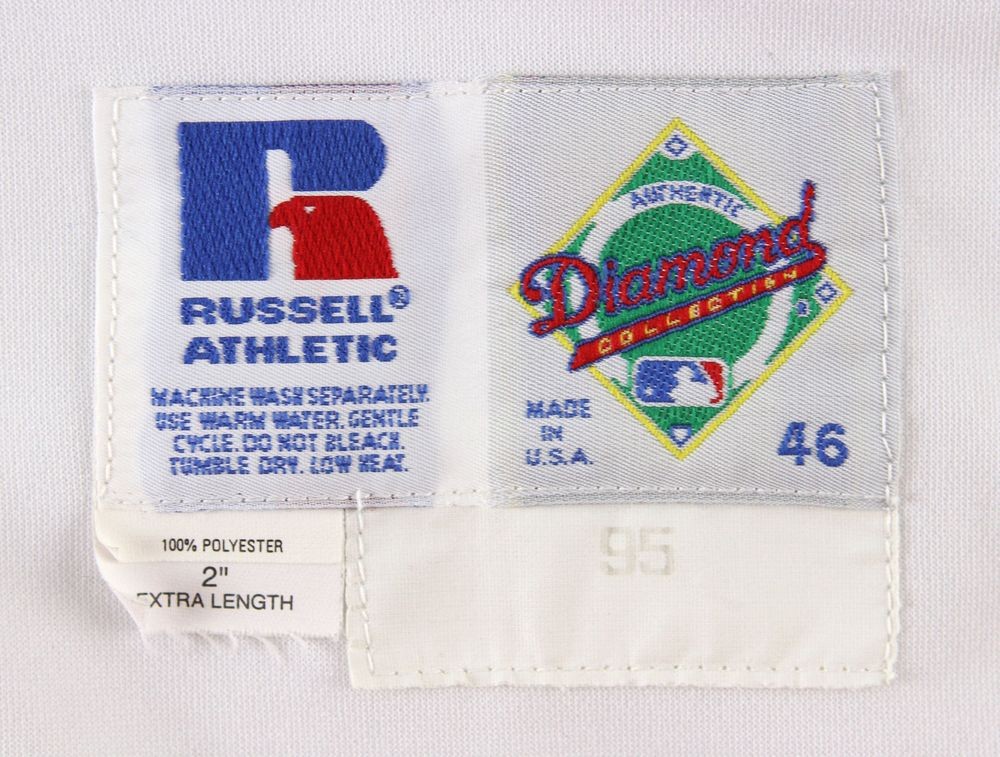 RUSSELL®
ATHLETIC
MACHINE WASH SEPARATELY.
USE WARM WATER. GENTLE
CYCLE. DO NOT BLEACH.
TUMBLE DRY. LOW HEAT.
AUTHENTIC
Diamond
COLLECTION
MADE
IN
U.S.A.
46
100% POLYESTER
2"
EXTRA LENGTH
95